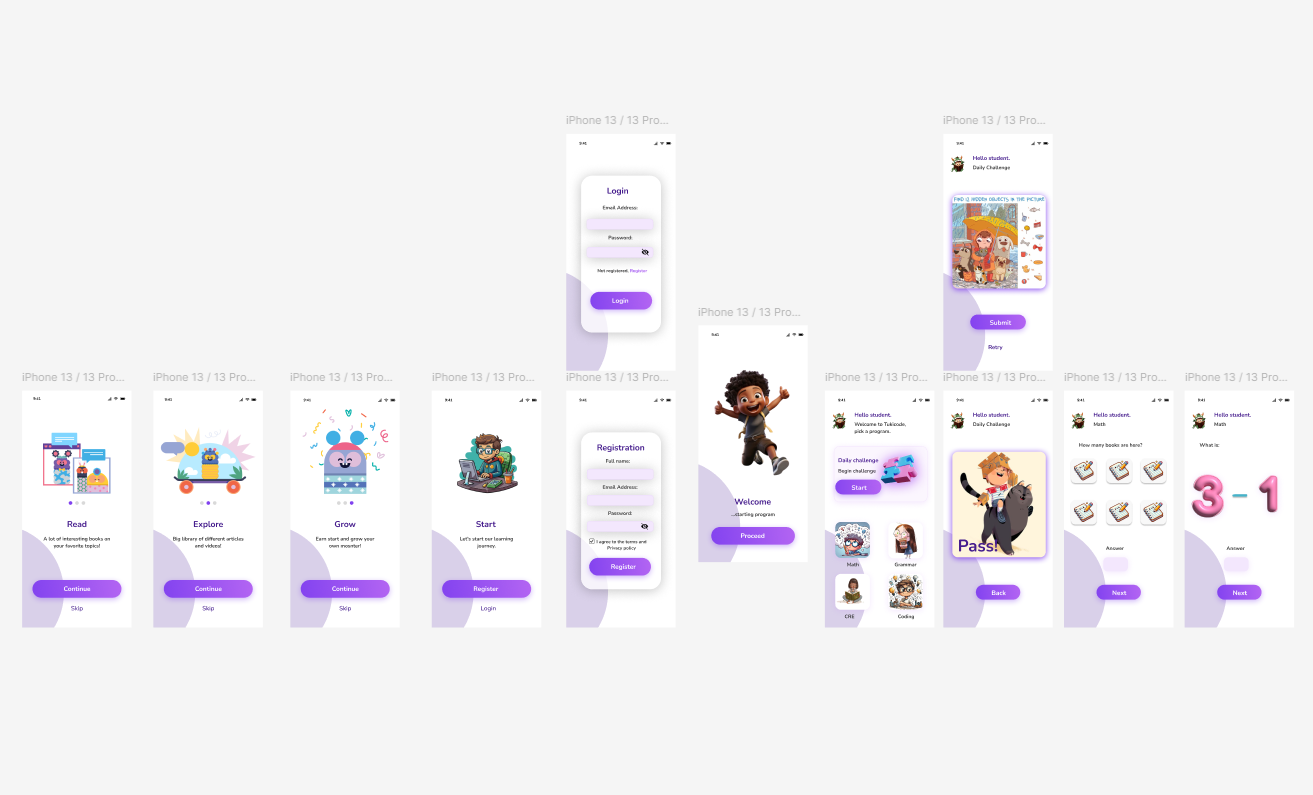 iPhone 13 / 13 Pro...
9:41
Login
Email Address:
Password:
Not registered; Register
Login
iPhone 13 / 13 Pro...
9:41
Hello student.
Daily Challenge
FIND 12 HIDDEN OBJECTS IN THE PICTURE
Submit
Retry
iPhone 13 / 13 Pro...
9:41
Welcome
...starting program
Proceed
iPhone 13 / 13 Pro...
9:41
Read
A lot of interesting books on
your favorite topics!
Continue
Skip
iPhone 13 / 13 Pro...
9:41
Explore
Big library of different articles
and videos!
Continue
Skip
iPhone 13 / 13 Pro...
9:41
Grow
Earn start and grow your
own mounter!
Continue
Skip
iPhone 13 / 13 Pro...
9:41
Start
Let's start our learning
journey.
Register
Login
iPhone 13 / 13 Pro...
9:41
Registration
Full name:
Email Address:
Password:
I agree to the terms and
Privacy policy
Register
iPhone 13 / 13 Pro...
9:41
Hello student.
Welcome to Tukicode,
pick a program.
Daily challenge
Begin challenge
Start
Math
Grammar
CRE
Coding
iPhone 13 / 13 Pro...
9:41
Hello student.
Daily Challenge
Pass!
Back
iPhone 13 / 13 Pro...
9:41
Hello student.
Math
How many books are here?
Answer
Next
iPhone 13 / 13 Pro...
9:41
Hello student.
Math
What is:
3 - 1
Answer
Next